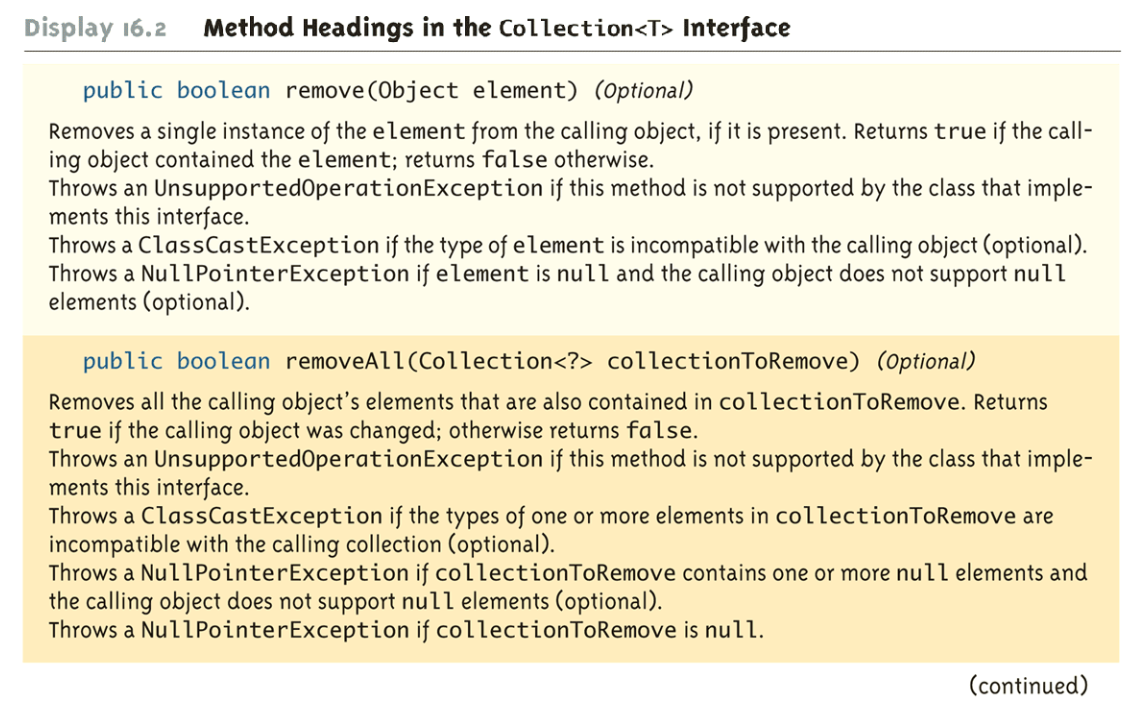 Display 16.2 Method Headings in the Collection<T> Interface
public boolean remove(Object element) (Optional)
Removes a single instance of the element from the calling object, if it is present. Returns true if the call-
ing object contained the element; returns false otherwise.
Throws an UnsupportedOperationException if this method is not supported by the class that imple-
ments this interface.
Throws a ClassCastException if the type of element is incompatible with the calling object (optional).
Throws a NullPointerException if element is null and the calling object does not support null
elements (optional).
public boolean removeAll(Collection<?> collectionToRemove) (Optional)
Removes all the calling object's elements that are also contained in collectionToRemove. Returns
true if the calling object was changed; otherwise returns false.
Throws an UnsupportedOperationException if this method is not supported by the class that imple-
ments this interface.
Throws a ClassCastException if the types of one or more elements in collectionToRemove are
incompatible with the calling collection (optional).
Throws a NullPointerException if collectionToRemove contains one or more null elements and
the calling object does not support null elements (optional).
Throws a NullPointerException if collectionToRemove is null.
(continued)